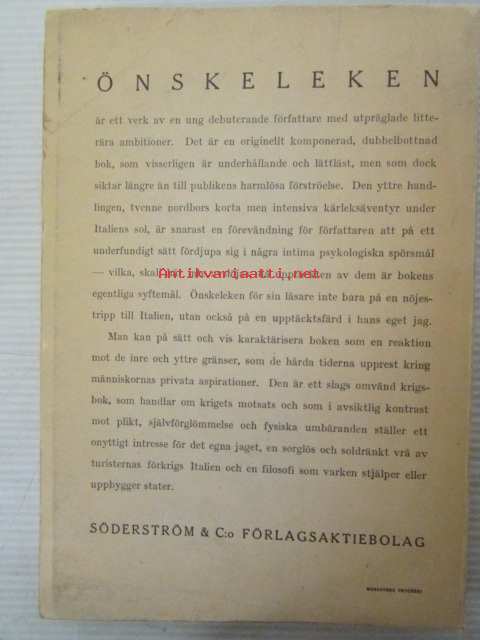 ÖNSKELEKEN
är ett verk av en ung debuterande författare med utpräglade litte-
rära ambitioner. Det är en originellt komponerad, dubbelbottnad
bok, som visserligen är underhållande och lättläst, men som dock
siktar längre än till publikens harmlösa förströelse. Den yttre hand-
lingen, tvenne nordbors korta men intensiva kärleksäventyr under
Italiens sol, är snarast en förevändning för författaren att på ett
underfundigt sätt fördjupa sig i några intima psykologiska spörsmål
— vilka, skall
Antikvariaatti.net
av dem är bokens
egentliga syftemål. Önskeleken för sin läsare inte bara på en nöjes-
tripp till Italien, utan också på en upptäcktsfärd i hans eget jag.
Man kan på sätt och vis karaktärisera boken som en reaktion
mot de inre och yttre gränser, som de hårda tiderna upprest kring
människornas privata aspirationer. Den är ett slags omvänd krigs-
bok, som handlar om krigets motsats och som i avsiktlig kontrast
mot plikt, självförglömmelse och fysiska umbäranden ställer ett
onyttigt intresse för det egna jaget, en sorglös och soldränkt vrå av
turisternas förkrigs Italien och en filosofi som varken stjälper eller
uppbygger stater.
SÖDERSTRÖM & C:o FÖRLAGSAKTIEBOLAG